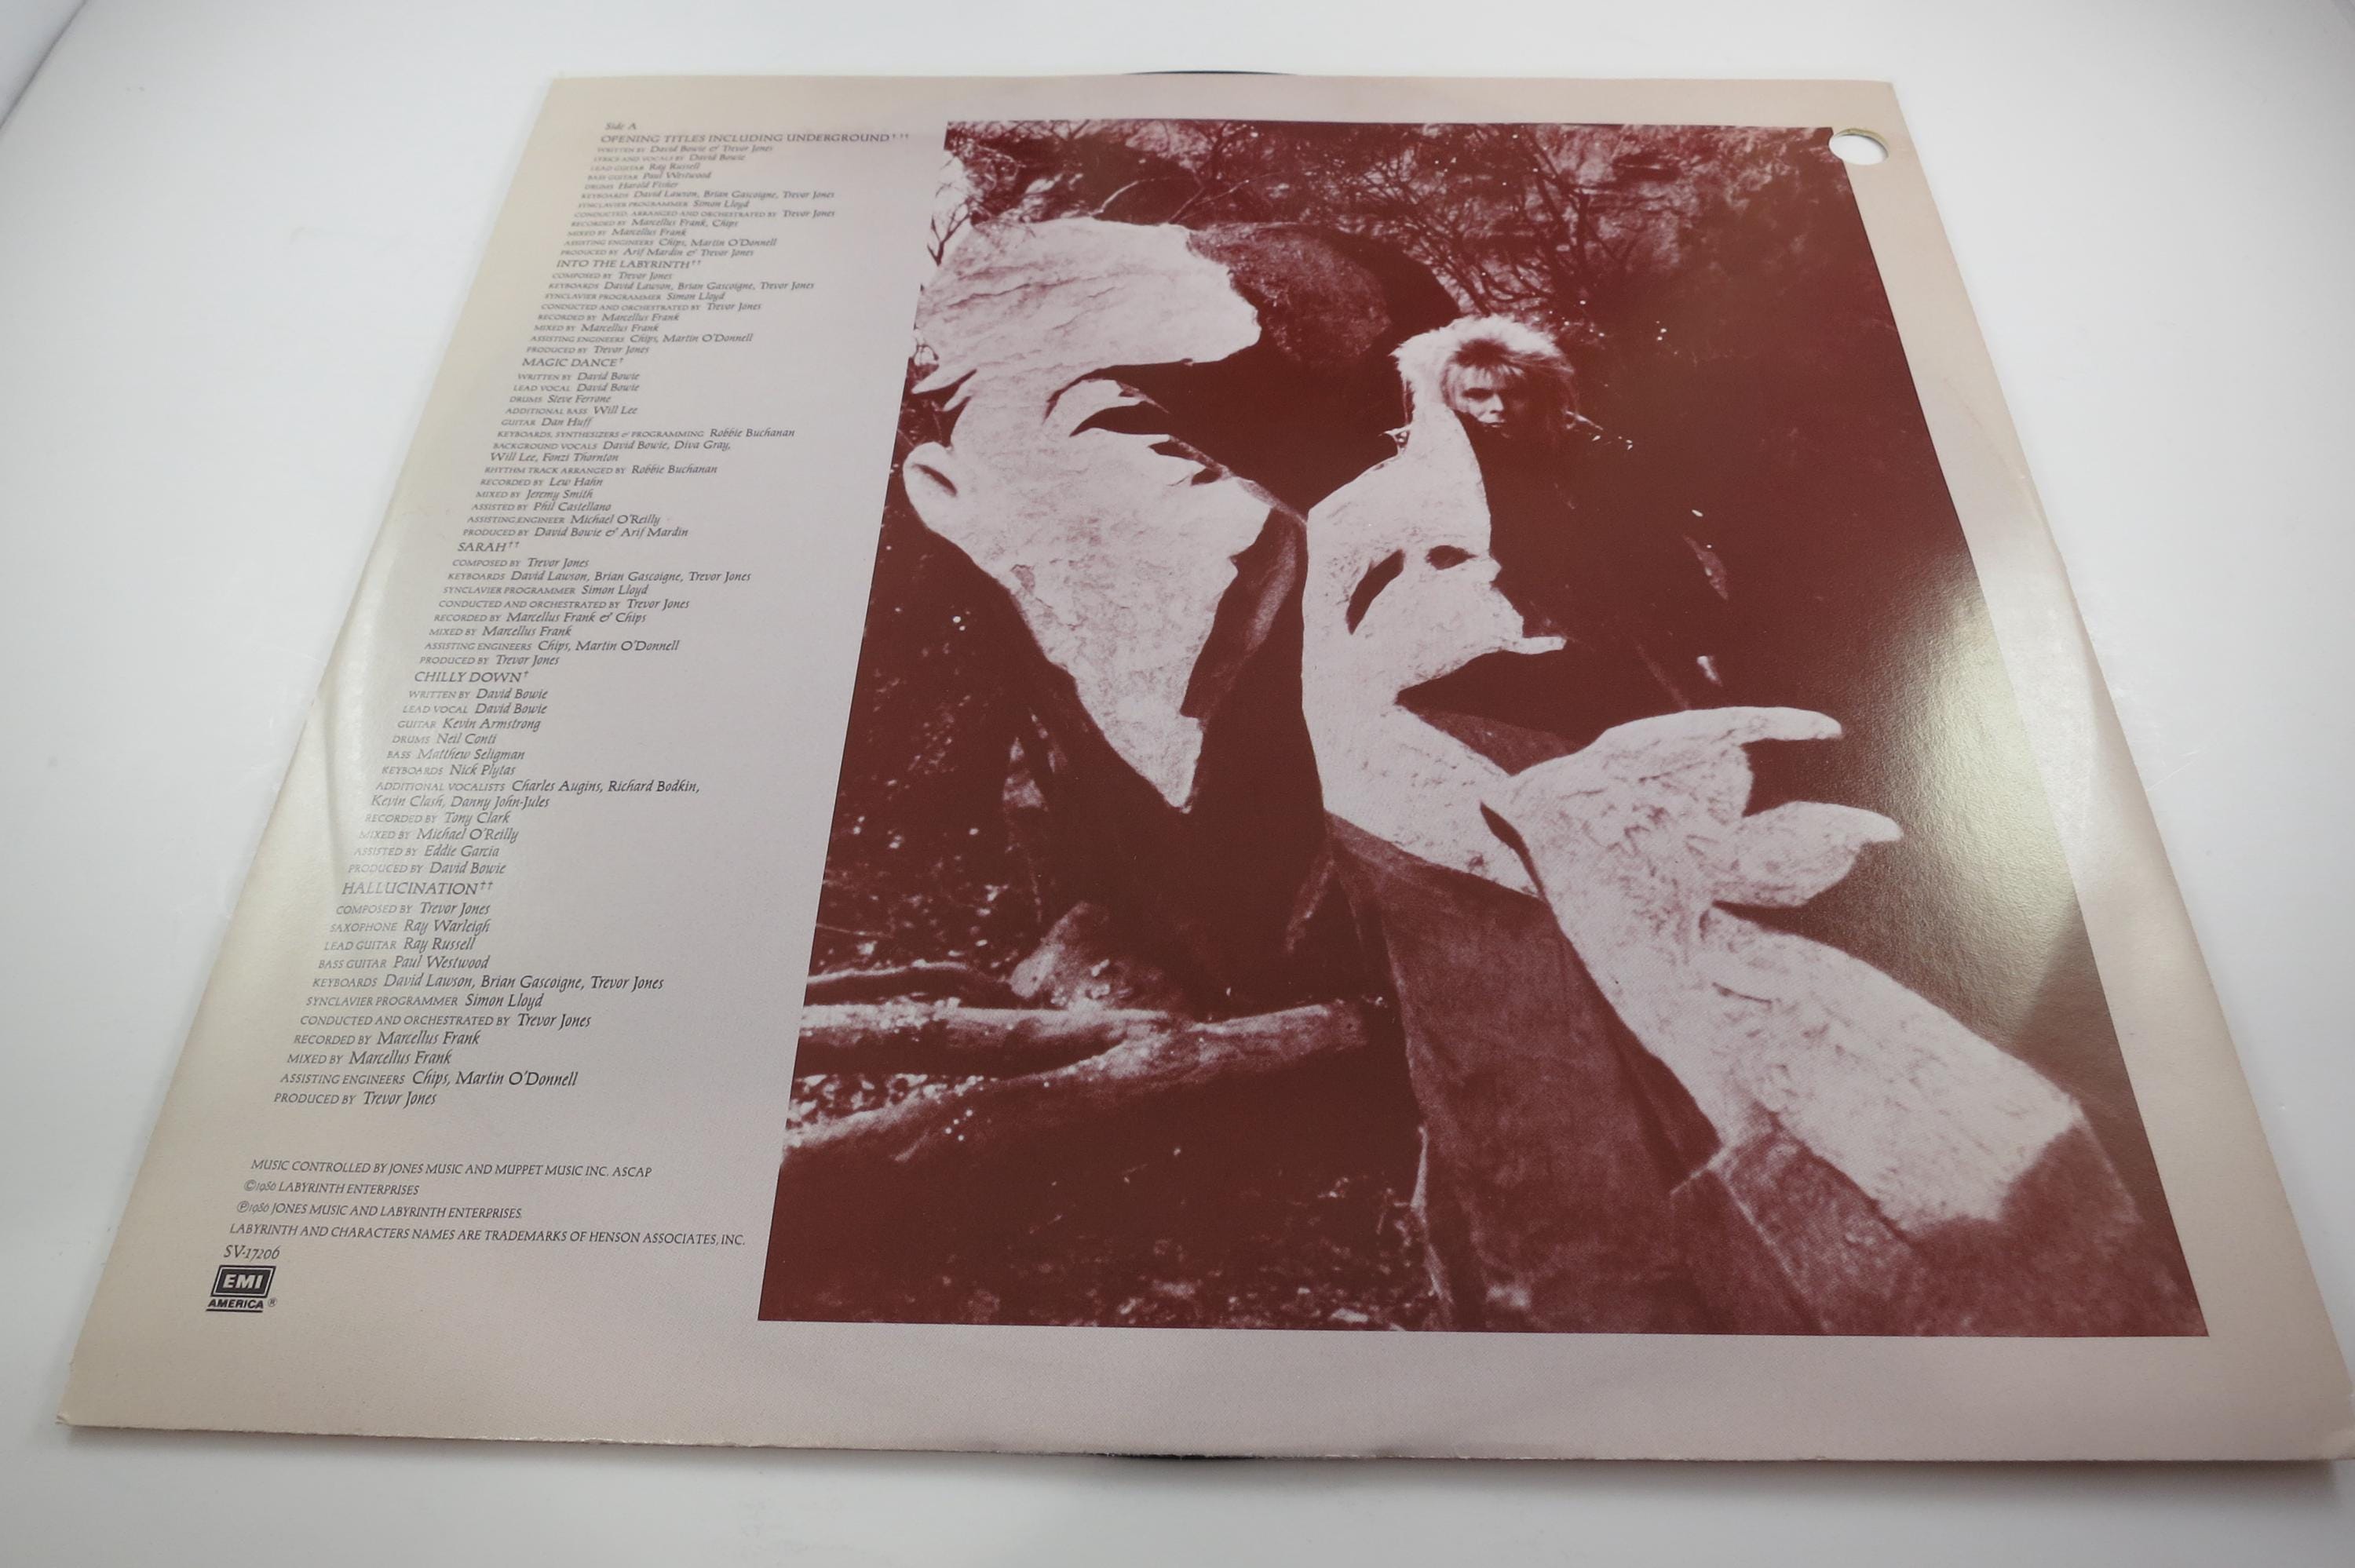 Side A
OPENING TITLES INCLUDING UNDERGROUND† ††
WRITTEN BY David Bowie & Trevor Jones
LYRICS AND VOCALS BY David Bowie
LEAD GUITAR Ray Russell
BASS GUITAR Paul Westwood
DRUMS Harold Fisher
KEYBOARDS David Lawson, Brian Gascoigne, Trevor Jones
SYNCLAVIER PROGRAMMER Simon Lloyd
CONDUCTED, ARRANGED AND ORCHESTRATED BY Trevor Jones
RECORDED BY Marcellus Frank, Chips
MIXED BY Marcellus Frank
ASSISTING ENGINEERS Chips, Martin O'Donnell
PRODUCED BY Arif Mardin & Trevor Jones
INTO THE LABYRINTH††
COMPOSED BY Trevor Jones
KEYBOARDS David Lawson, Brian Gascoigne, Trevor Jones
SYNCLAVIER PROGRAMMER Simon Lloyd
CONDUCTED AND ORCHESTRATED BY Trevor Jones
RECORDED BY Marcellus Frank
MIXED BY Marcellus Frank
ASSISTING ENGINEERS Chips, Martin O'Donnell
PRODUCED BY Trevor Jones
MAGIC DANCE†
WRITTEN BY David Bowie
LEAD VOCAL David Bowie
DRUMS Steve Ferrone
ADDITIONAL BASS Will Lee
GUITAR Dan Huff
KEYBOARDS, SYNTHESIZERS & PROGRAMMING Robbie Buchanan
BACKGROUND VOCALS David Bowie, Diva Gray,
Will Lee, Fonzi Thornton
RHYTHM TRACK ARRANGED BY Robbie Buchanan
RECORDED BY Lew Hahn
MIXED BY Jeremy Smith
ASSISTED BY Phil Castellano
ASSISTING ENGINEER Michael O'Reilly
PRODUCED BY David Bowie & Arif Mardin
SARAH††
COMPOSED BY Trevor Jones
KEYBOARDS David Lawson, Brian Gascoigne, Trevor Jones
SYNCLAVIER PROGRAMMER Simon Lloyd
CONDUCTED AND ORCHESTRATED BY Trevor Jones
RECORDED BY Marcellus Frank & Chips
MIXED BY Marcellus Frank
ASSISTING ENGINEERS Chips, Martin O'Donnell
PRODUCED BY Trevor Jones
CHILLY DOWN†
WRITTEN BY David Bowie
LEAD VOCAL David Bowie
GUITAR Kevin Armstrong
DRUMS Neil Conti
BASS Matthew Seligman
KEYBOARDS Nick Plytas
ADDITIONAL VOCALISTS Charles Augins, Richard Bodkin,
Kevin Clash, Danny John-Jules
RECORDED BY Tony Clark
MIXED BY Michael O'Reilly
ASSISTED BY Eddie Garcia
PRODUCED BY David Bowie
HALLUCINATION††
COMPOSED BY Trevor Jones
SAXOPHONE Ray Warleigh
LEAD GUITAR Ray Russell
BASS GUITAR Paul Westwood
KEYBOARDS David Lawson, Brian Gascoigne, Trevor Jones
SYNCLAVIER PROGRAMMER Simon Lloyd
CONDUCTED AND ORCHESTRATED BY Trevor Jones
RECORDED BY Marcellus Frank
MIXED BY Marcellus Frank
ASSISTING ENGINEERS Chips, Martin O'Donnell
PRODUCED BY Trevor Jones
MUSIC CONTROLLED BY JONES MUSIC AND MUPPET MUSIC INC. ASCAP
©1986 LABYRINTH ENTERPRISES
℗1986 JONES MUSIC AND LABYRINTH ENTERPRISES
LABYRINTH AND CHARACTERS NAMES ARE TRADEMARKS OF HENSON ASSOCIATES, INC.
SV-17206
EMI
AMERICA ®